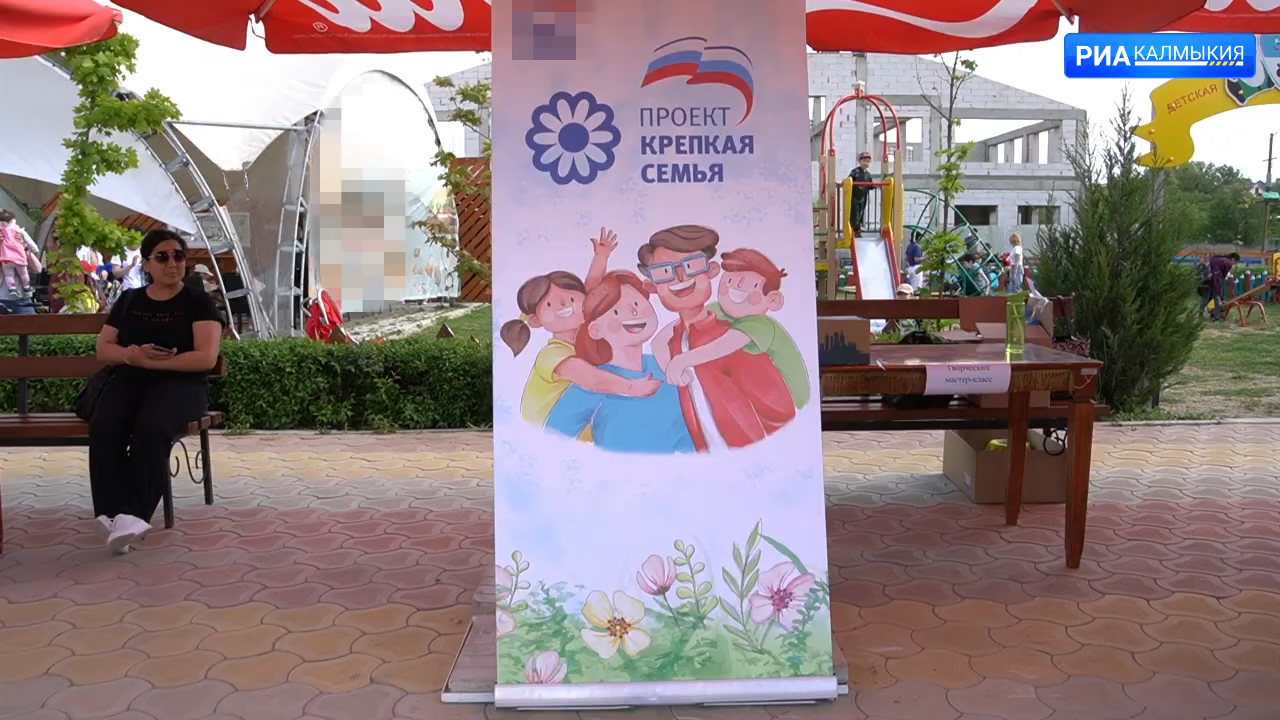 РИА КАЛМЫКИЯ
ДЕТСКАЯ
ПРОЕКТ
КРЕПКАЯ
СЕМЬЯ
Творческий
мастер-класс